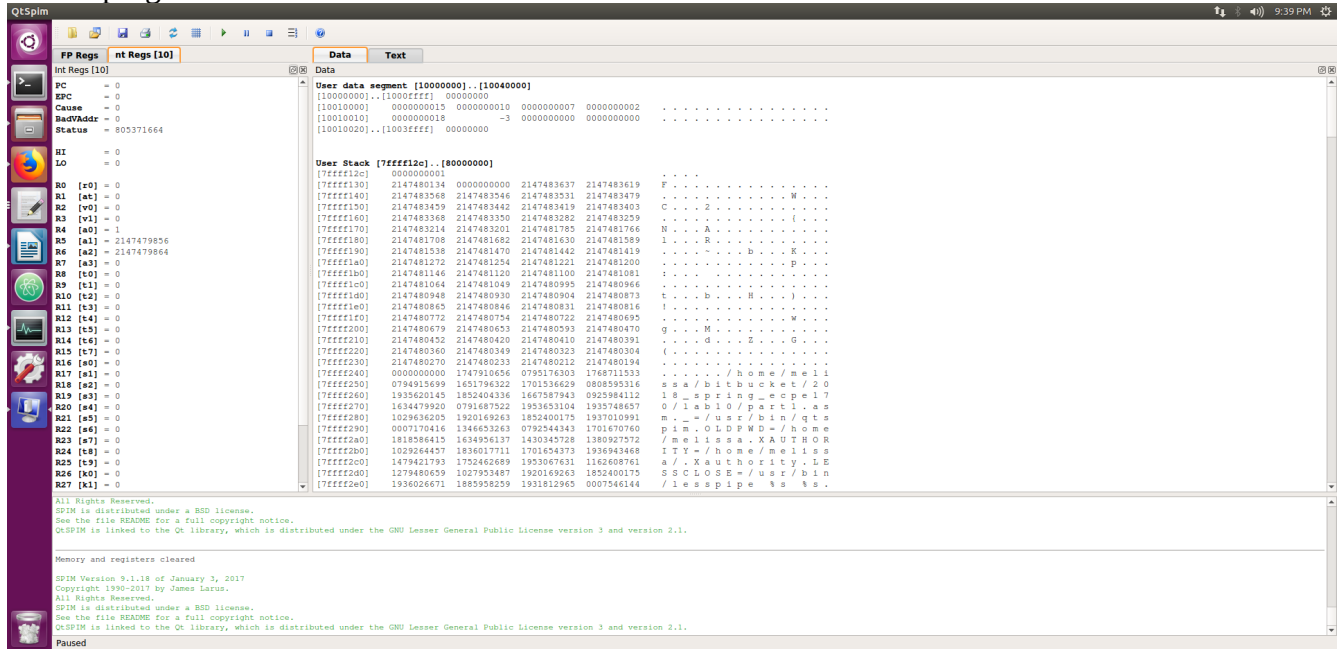 QtSpim 9:39 PM
FP Regs nt Regs [10] Data Text
Int Regs [10] Data
PC = 0
EPC = 0
Cause = 0
BadVAddr = 0
Status = 805371664
HI = 0
LO = 0
R0 [r0] = 0
R1 [at] = 0
R2 [v0] = 0
R3 [v1] = 0
R4 [a0] = 1
R5 [a1] = 2147479856
R6 [a2] = 2147479864
R7 [a3] = 0
R8 [t0] = 0
R9 [t1] = 0
R10 [t2] = 0
R11 [t3] = 0
R12 [t4] = 0
R13 [t5] = 0
R14 [t6] = 0
R15 [t7] = 0
R16 [s0] = 0
R17 [s1] = 0
R18 [s2] = 0
R19 [s3] = 0
R20 [s4] = 0
R21 [s5] = 0
R22 [s6] = 0
R23 [s7] = 0
R24 [t8] = 0
R25 [t9] = 0
R26 [k0] = 0
R27 [k1] = 0
User data segment [10000000]..[10040000]
[10000000]..[1000ffff] 00000000
[10010000] 0000000015 0000000010 0000000007 0000000002 . . . . . . . . . . . . . . . .
[10010010] 0000000018 -3 0000000000 0000000000 . . . . . . . . . . . . . . . .
[10010020]..[1003ffff] 00000000
User Stack [7ffff12c]..[80000000]
[7ffff12c] 0000000001 . . . .
[7ffff130] 2147480134 0000000000 2147483637 2147483619 F . . . . . . . . . . . . . . .
[7ffff140] 2147483568 2147483546 2147483531 2147483479 . . . . . . . . . . . . W . . .
[7ffff150] 2147483459 2147483442 2147483419 2147483403 C . . . 2 . . . . . . . . . . .
[7ffff160] 2147483368 2147483350 2147483282 2147483259 . . . . . . . . . . . . { . . .
[7ffff170] 2147483214 2147483201 2147481785 2147481766 N . . . A . . . . . . . . . . .
[7ffff180] 2147481708 2147481682 2147481630 2147481589 l . . . R . . . . . . . . . . .
[7ffff190] 2147481538 2147481470 2147481442 2147481419 . . . . ~ . . . b . . . K . . .
[7ffff1a0] 2147481272 2147481254 2147481221 2147481200 . . . . . . . . . . . . p . . .
[7ffff1b0] 2147481146 2147481120 2147481100 2147481081 : . . . . . . . . . . . . . . .
[7ffff1c0] 2147481064 2147481049 2147480995 2147480966 . . . . . . . . . . . . . . . .
[7ffff1d0] 2147480948 2147480930 2147480904 2147480873 t . . . b . . . H . . . ) . . .
[7ffff1e0] 2147480865 2147480846 2147480831 2147480816 ! . . . . . . . . . . . . . . .
[7ffff1f0] 2147480772 2147480754 2147480722 2147480695 . . . . . . . . . . . . W . . .
[7ffff200] 2147480679 2147480653 2147480593 2147480470 g . . . M . . . . . . . . . . .
[7ffff210] 2147480452 2147480420 2147480410 2147480391 . . . . d . . . Z . . . G . . .
[7ffff220] 2147480360 2147480349 2147480323 2147480304 ( . . . . . . . . . . . . . . .
[7ffff230] 2147480270 2147480233 2147480212 2147480194 . . . . . . . . . . . . . . . .
[7ffff240] 0000000000 1747910656 0795176303 1768711533 . . . . . . / h o m e / m e l i
[7ffff250] 0794915699 1651796322 1701536629 0808595316 s s a / b i t b u c k e t / 2 0
[7ffff260] 1935620145 1852404336 1667587943 0925984112 1 8 _ s p r i n g _ e c p e 1 7
[7ffff270] 1634479920 0791687522 1953653104 1935748657 0 / l a b 1 0 / p a r t 1 . a s
[7ffff280] 1029636205 1920169263 1852400175 1937010991 m . _ = / u s r / b i n / q t s
[7ffff290] 0007170416 1346653263 0792544343 1701670760 p i m . O L D P W D = / h o m e
[7ffff2a0] 1818586415 1634956137 1430345728 1380927572 / m e l i s s a . X A U T H O R
[7ffff2b0] 1029264457 1836017711 1701654373 1936943468 I T Y = / h o m e / m e l i s s
[7ffff2c0] 1479421793 1752462689 1953067631 1162608761 a / . X a u t h o r i t y . L E
[7ffff2d0] 1279480659 1027953487 1920169263 1852400175 S S C L O S E = / u s r / b i n
[7ffff2e0] 1936026671 1885958259 1931812965 0007546144 / l e s s p i p e % s % s .
All Rights Reserved.
SPIM is distributed under a BSD license.
See the file README for a full copyright notice.
QtSPIM is linked to the Qt library, which is distributed under the GNU Lesser General Public License version 3 and version 2.1.
Memory and registers cleared
SPIM Version 9.1.18 of January 3, 2017
Copyright 1990-2017 by James Larus.
All Rights Reserved.
SPIM is distributed under a BSD license.
See the file README for a full copyright notice.
QtSPIM is linked to the Qt library, which is distributed under the GNU Lesser General Public License version 3 and version 2.1.
Paused